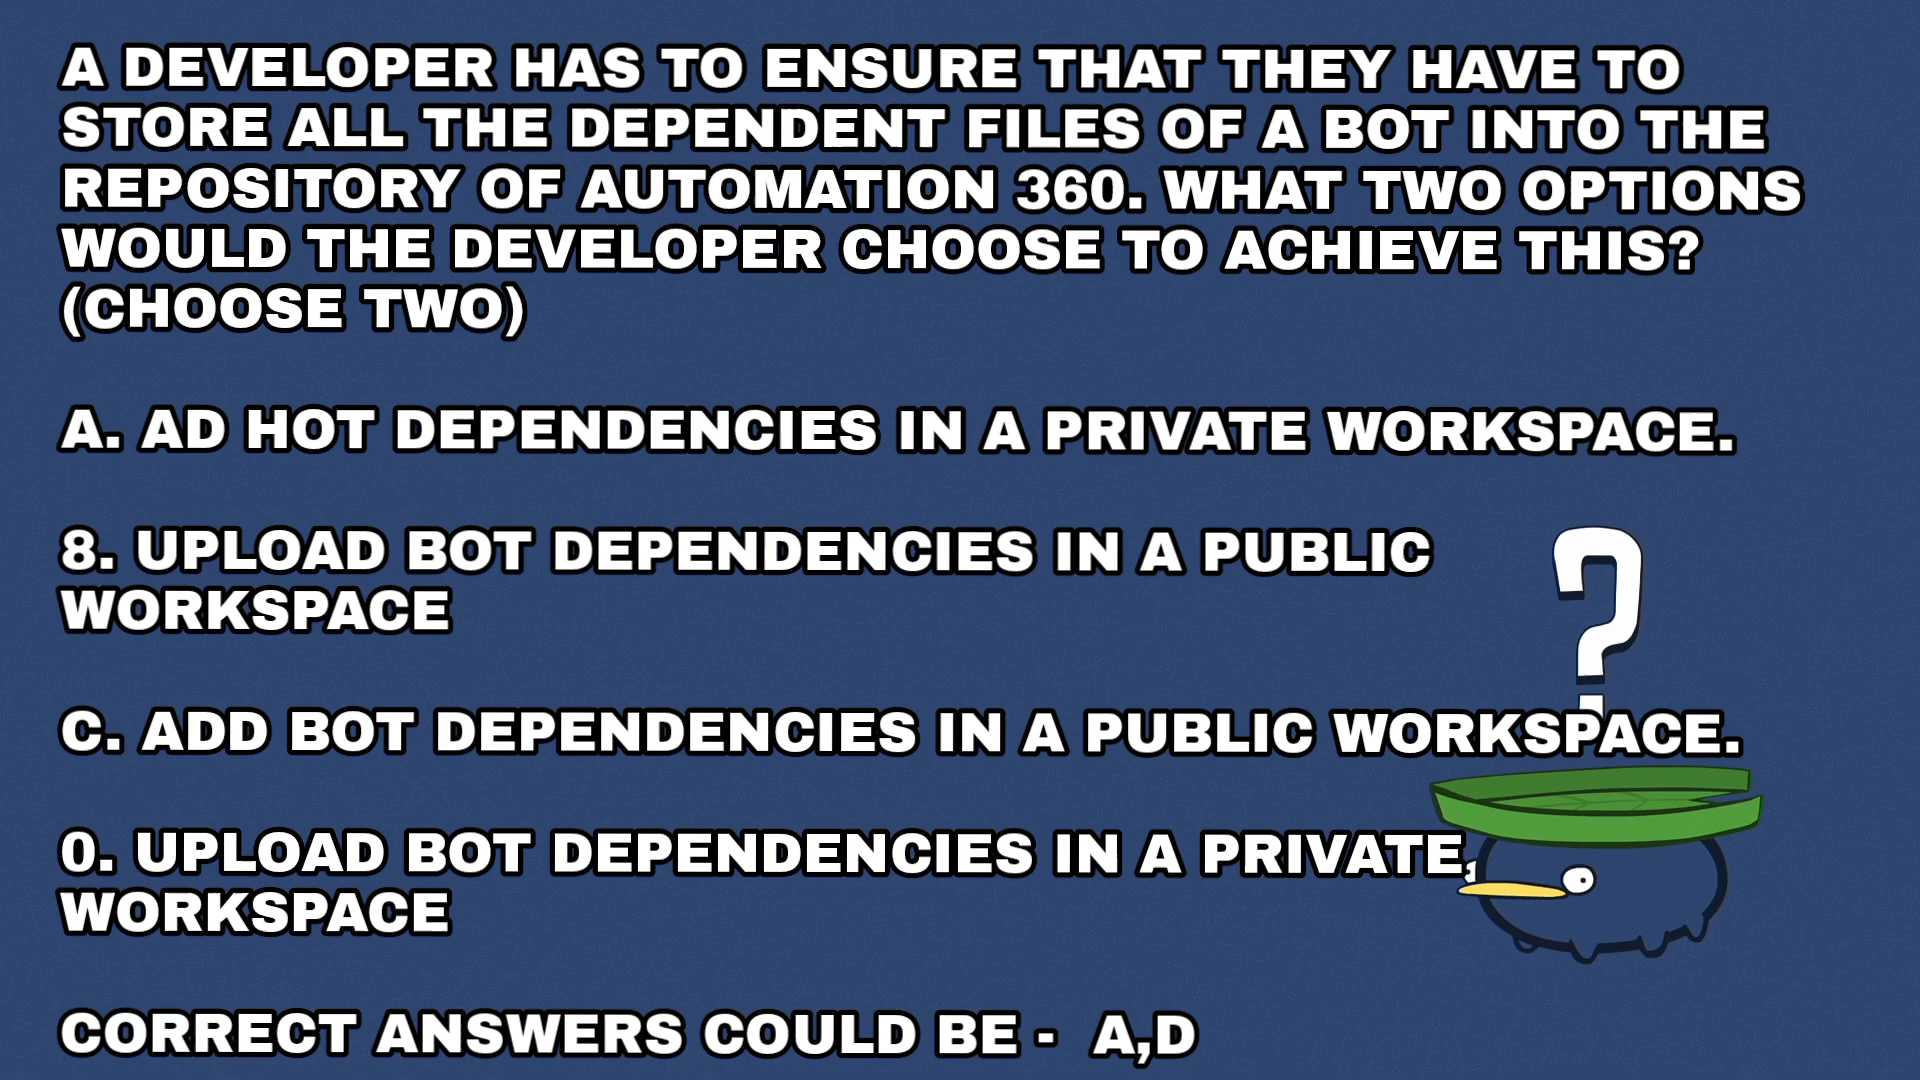 A DEVELOPER HAS TO ENSURE THAT THEY HAVE TO
STORE ALL THE DEPENDENT FILES OF A BOT INTO THE
REPOSITORY OF AUTOMATION 360. WHAT TWO OPTIONS
WOULD THE DEVELOPER CHOOSE TO ACHIEVE THIS?
(CHOOSE TWO)
A. AD HOT DEPENDENCIES IN A PRIVATE WORKSPACE.
8. UPLOAD BOT DEPENDENCIES IN A PUBLIC
WORKSPACE
C. ADD BOT DEPENDENCIES IN A PUBLIC WORKSPACE.
0. UPLOAD BOT DEPENDENCIES IN A PRIVATE,
WORKSPACE
CORRECT ANSWERS COULD BE - A,D
?